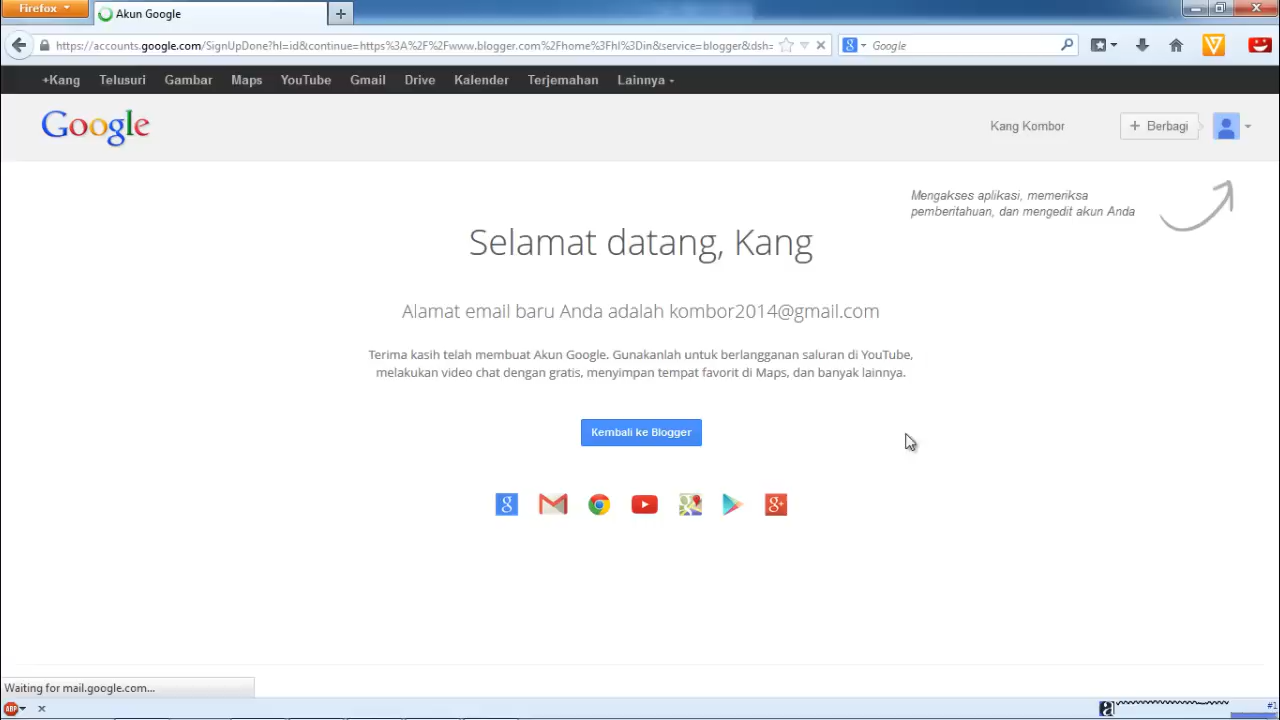 Firefox
Akun Google
https://accounts.google.com/SignUpDone?hl=id&continue=https%3A%2F%2Fwww.blogger.com%2Fhome%3Fhl%3Din&service=blogger&dsh=
Google
+Kang Telusuri Gambar Maps YouTube Gmail Drive Kalender Terjemahan Lainnya
Google
Kang Kombor
+ Berbagi
Mengakses aplikasi, memeriksa
pemberitahuan, dan mengedit akun Anda
Selamat datang, Kang
Alamat email baru Anda adalah kombor2014@gmail.com
Terima kasih telah membuat Akun Google. Gunakanlah untuk berlangganan saluran di YouTube,
melakukan video chat dengan gratis, menyimpan tempat favorit di Maps, dan banyak lainnya.
Kembali ke Blogger
Waiting for mail.google.com...
ABP
#1